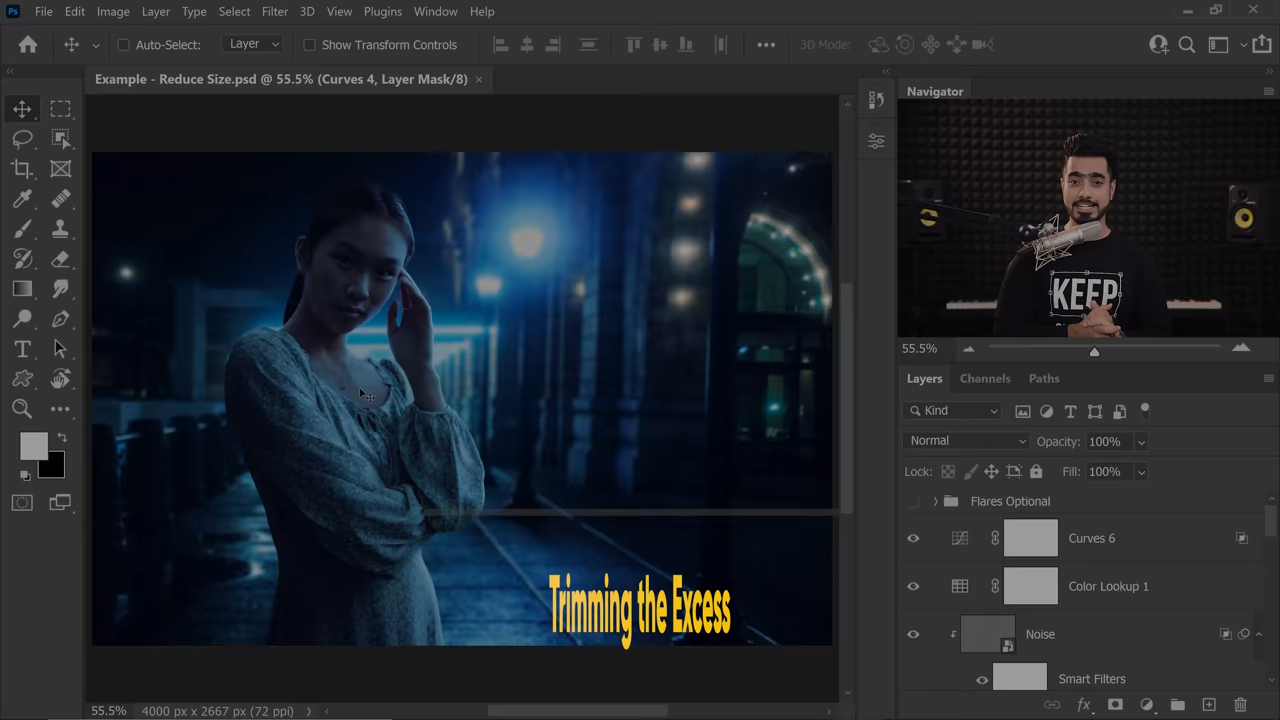 Ps File Edit Image Layer Type Select Filter 3D View Plugins Window Help
Auto-Select: Layer Show Transform Controls 3D Mode:
Example - Reduce Size.psd @ 55.5% (Curves 4, Layer Mask/8)
Navigator
KEEP
55.5%
Layers Channels Paths
Kind
Normal Opacity: 100%
Lock: Fill: 100%
Flares Optional
Curves 6
Color Lookup 1
Trimming the Excess
Noise
Smart Filters
55.5% 4000 px x 2667 px (72 ppi)